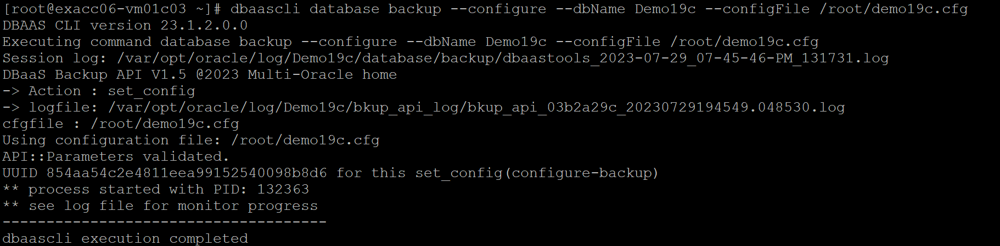 [root@exacc06-vm01c03 ~]# dbaascli database backup --configure --dbName Demo19c --configFile /root/demo19c.cfg
DBAAS CLI version 23.1.2.0.0
Executing command database backup --configure --dbName Demo19c --configFile /root/demo19c.cfg
Session log: /var/opt/oracle/log/Demo19c/database/backup/dbaastools_2023-07-29_07-45-46-PM_131731.log
DBaaS Backup API V1.5 @2023 Multi-Oracle home
-> Action : set_config
-> logfile: /var/opt/oracle/log/Demo19c/bkup_api_log/bkup_api_03b2a29c_20230729194549.048530.log
cfgfile : /root/demo19c.cfg
Using configuration file: /root/demo19c.cfg
API::Parameters validated.
UUID 854aa54c2e4811eea99152540098b8d6 for this set_config(configure-backup)
** process started with PID: 132363
** see log file for monitor progress
-------------------------------------
dbaascli execution completed